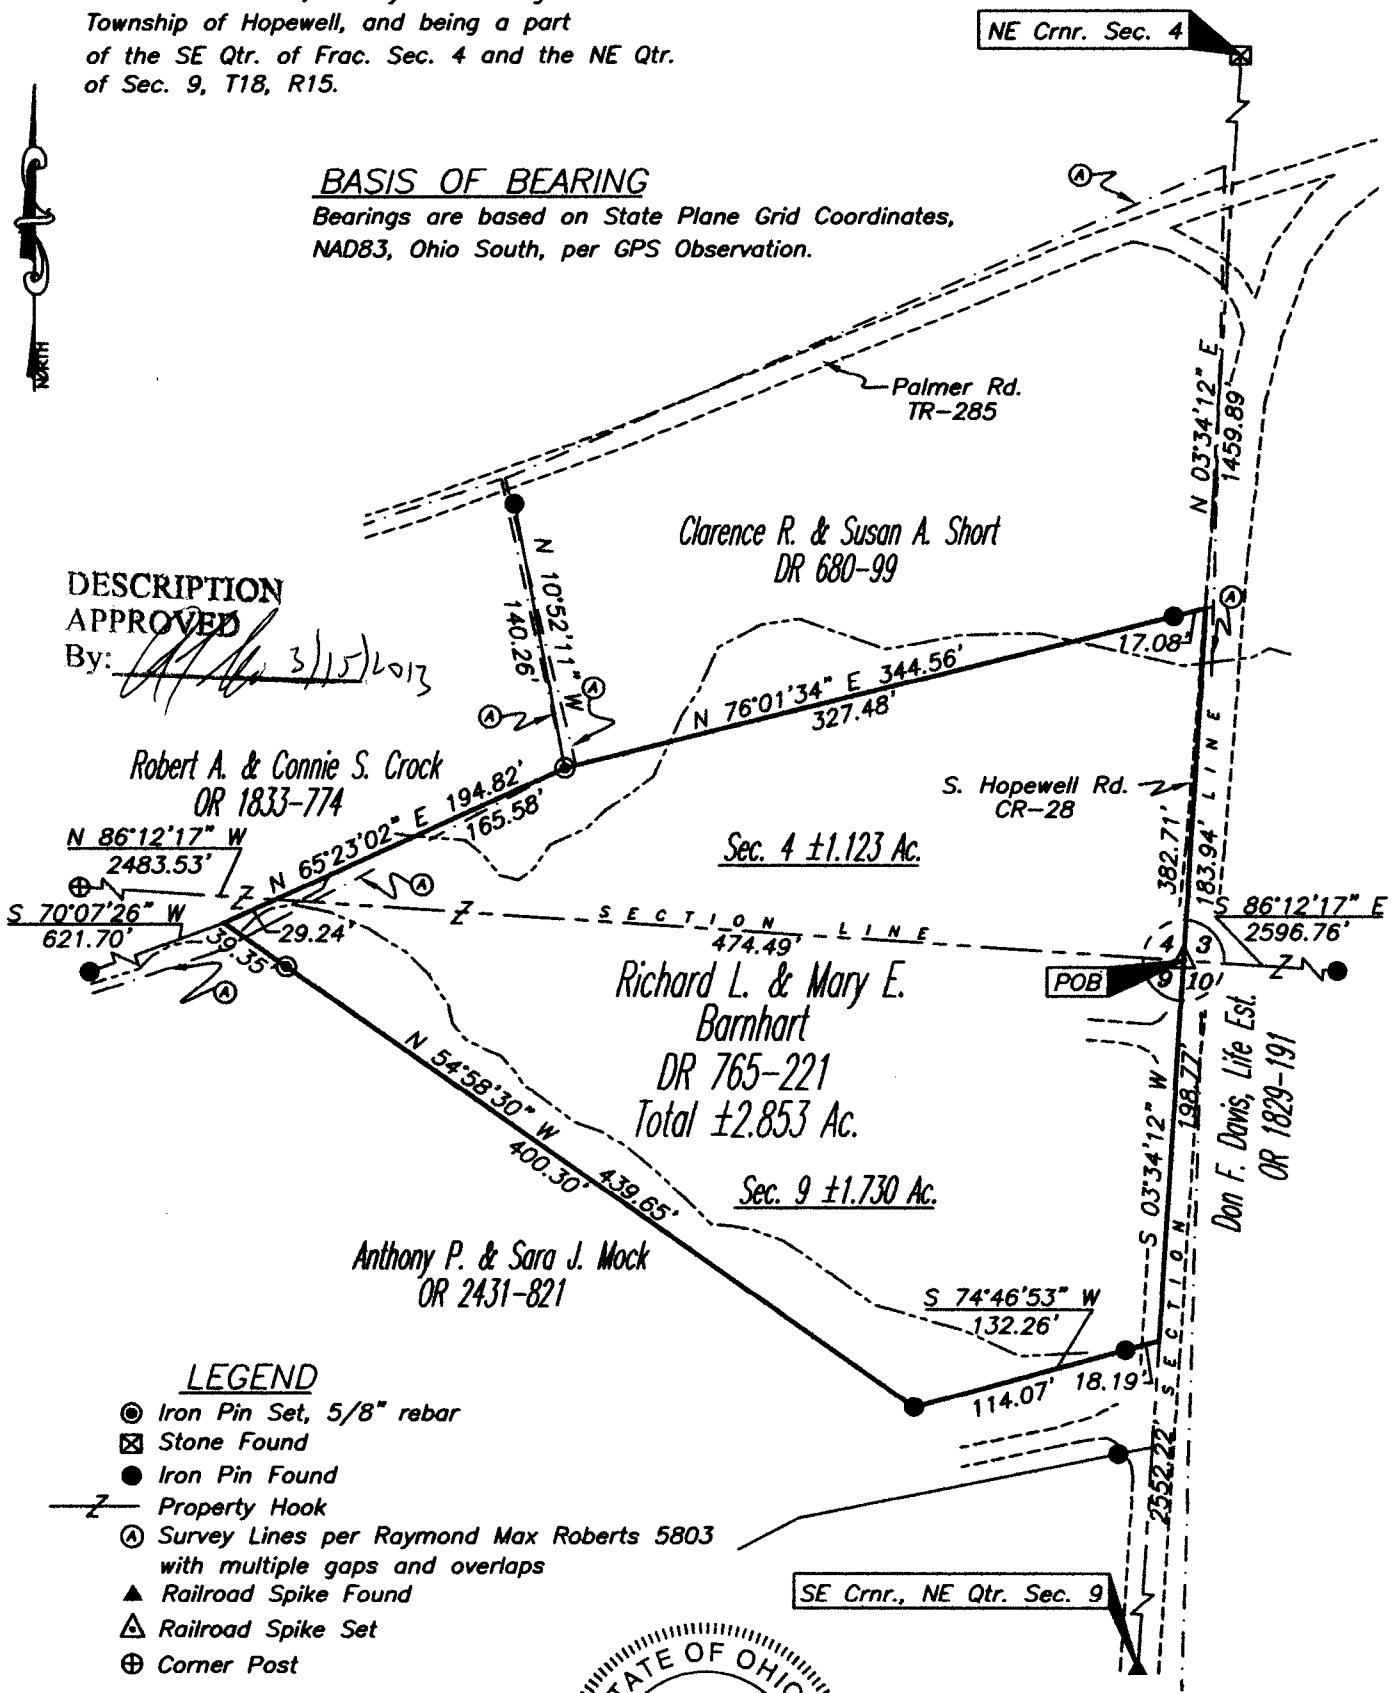 Township of Hopewell, and being a part
of the SE Qtr. of Frac. Sec. 4 and the NE Qtr.
of Sec. 9, T18, R15.
NE Crnr. Sec. 4
NORTH
BASIS OF BEARING
Bearings are based on State Plane Grid Coordinates,
NAD83, Ohio South, per GPS Observation.
A
Palmer Rd.
TR-285
N 03°34'12" E
1459.89'
Clarence R. & Susan A. Short
DR 680-99
N 10°52'11" W
140.26'
DESCRIPTION
APPROVED
By: 3/15/2013
A
17.08'
A
A
N 76°01'34" E 344.56'
327.48'
Robert A. & Connie S. Crock
OR 1833-774
S. Hopewell Rd.
CR-28
N 65°23'02" E 194.82'
165.58'
Sec. 4 ±1.123 Ac.
382.71'
183.94' LINE
N 86°12'17" W
2483.53'
A
S 70°07'26" W
621.70'
39.35'
29.24'
SECTION LINE
474.49'
S 86°12'17" E
2596.76'
4 3
9 10
POB
A
Richard L. & Mary E.
Barnhart
DR 765-221
Total ±2.853 Ac.
Don F. Davis, Life Est.
OR 1829-191
N 54°58'30" W
400.30' 439.65'
S 03°34'12" W
198.77'
SECTION
Sec. 9 ±1.730 Ac.
Anthony P. & Sara J. Mock
OR 2431-821
S 74°46'53" W
132.26'
114.07' 18.19'
2552.22'
LEGEND
Iron Pin Set, 5/8" rebar
Stone Found
Iron Pin Found
Z Property Hook
A Survey Lines per Raymond Max Roberts 5803
with multiple gaps and overlaps
Railroad Spike Found
Railroad Spike Set
Corner Post
SE Crnr., NE Qtr. Sec. 9
STATE OF OHIO